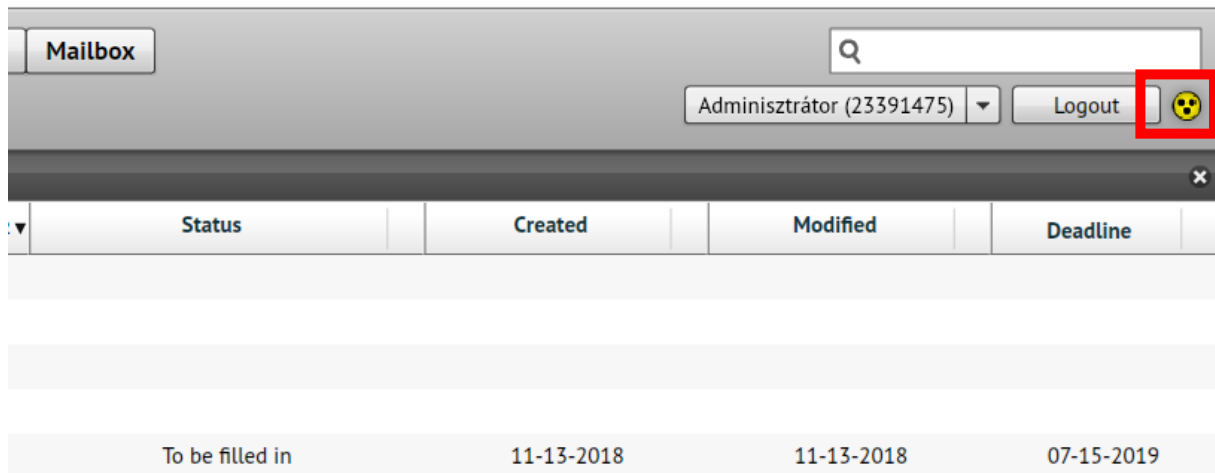 Mailbox
Adminisztrátor (23391475)
Logout
Status
Created
Modified
Deadline
To be filled in
11-13-2018
11-13-2018
07-15-2019